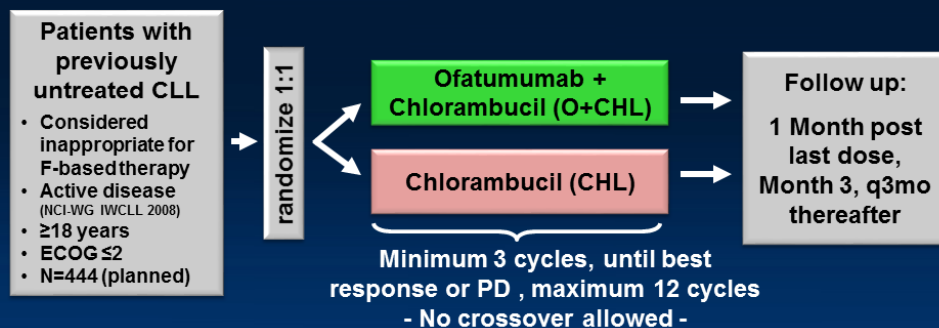 Patients with
previously
untreated CLL
• Considered
inappropriate for
F-based therapy
• Active disease
(NCI-WG IWCLL 2008)
• ≥18 years
• ECOG ≤2
• N=444 (planned)
randomize 1:1
Ofatumumab +
Chlorambucil (O+CHL)
Chlorambucil (CHL)
Minimum 3 cycles, until best
response or PD , maximum 12 cycles
- No crossover allowed -
Follow up:
1 Month post
last dose,
Month 3, q3mo
thereafter